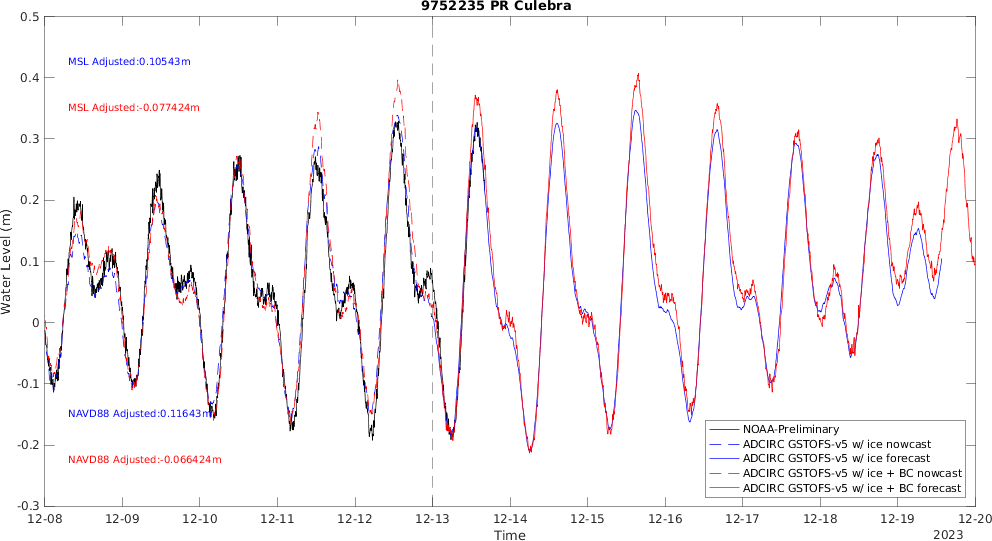 9752235 PR Culebra
0.5
0.4
0.3
0.2
0.1
0
-0.1
-0.2
-0.3
Water Level (m)
MSL Adjusted:0.10543m
MSL Adjusted:-0.077424m
NAVD88 Adjusted:0.11643m
NAVD88 Adjusted:-0.066424m
NOAA-Preliminary
ADCIRC GSTOFS-v5 w/ ice nowcast
ADCIRC GSTOFS-v5 w/ ice forecast
ADCIRC GSTOFS-v5 w/ ice + BC nowcast
ADCIRC GSTOFS-v5 w/ ice + BC forecast
12-08 12-09 12-10 12-11 12-12 12-13 12-14 12-15 12-16 12-17 12-18 12-19 12-20
Time
2023